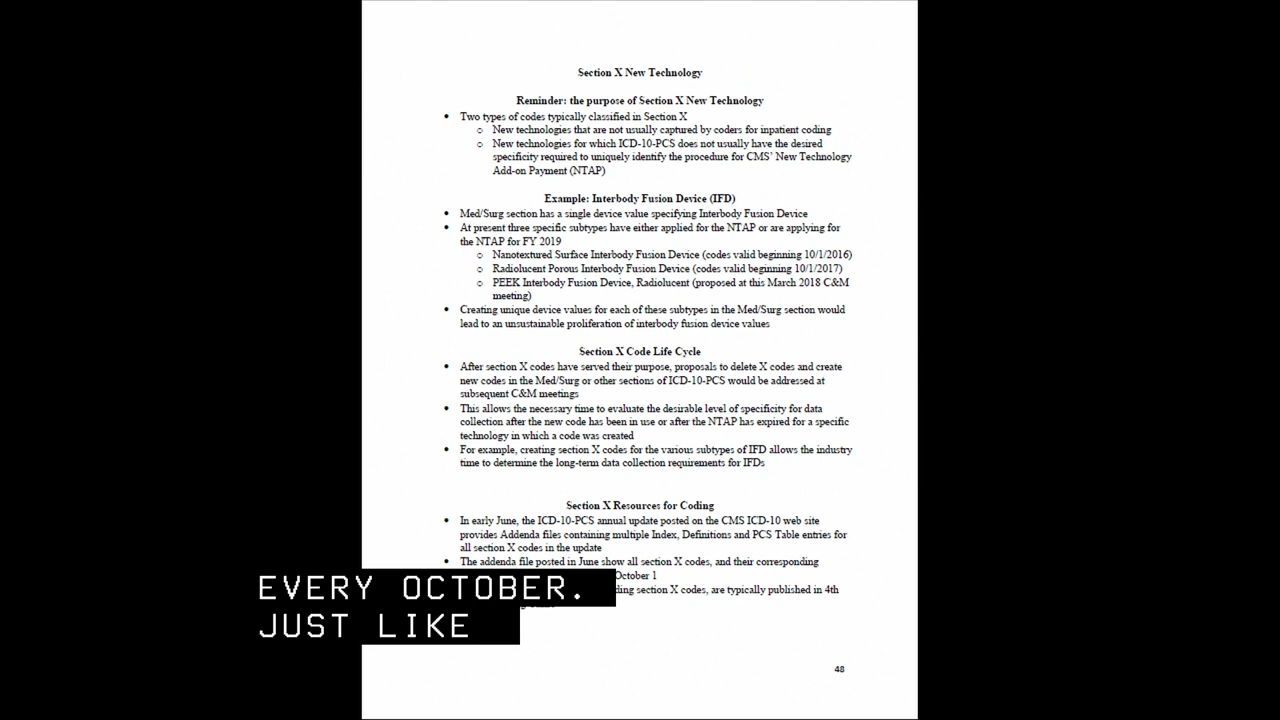 Section X New Technology
Reminder: the purpose of Section X New Technology
• Two types of codes typically classified in Section X
o New technologies that are not usually captured by coders for inpatient coding
o New technologies for which ICD-10-PCS does not usually have the desired
specificity required to uniquely identify the procedure for CMS’ New Technology
Add-on Payment (NTAP)
Example: Interbody Fusion Device (IFD)
• Med/Surg section has a single device value specifying Interbody Fusion Device
• At present three specific subtypes have either applied for the NTAP or are applying for
the NTAP for FY 2019
o Nanotextured Surface Interbody Fusion Device (codes valid beginning 10/1/2016)
o Radiolucent Porous Interbody Fusion Device (codes valid beginning 10/1/2017)
o PEEK Interbody Fusion Device, Radiolucent (proposed at this March 2018 C&M
meeting)
• Creating unique device values for each of these subtypes in the Med/Surg section would
lead to an unsustainable proliferation of interbody fusion device values
Section X Code Life Cycle
• After section X codes have served their purpose, proposals to delete X codes and create
new codes in the Med/Surg or other sections of ICD-10-PCS would be addressed at
subsequent C&M meetings
• This allows the necessary time to evaluate the desirable level of specificity for data
collection after the new code has been in use or after the NTAP has expired for a specific
technology in which a code was created
• For example, creating section X codes for the various subtypes of IFD allows the industry
time to determine the long-term data collection requirements for IFDs
Section X Resources for Coding
• In early June, the ICD-10-PCS annual update posted on the CMS ICD-10 web site
provides Addenda files containing multiple Index, Definitions and PCS Table entries for
all section X codes in the update
• The addenda file posted in June show all section X codes, and their corresponding
October 1
section X codes, are typically published in 4th
EVERY OCTOBER.
JUST LIKE
48